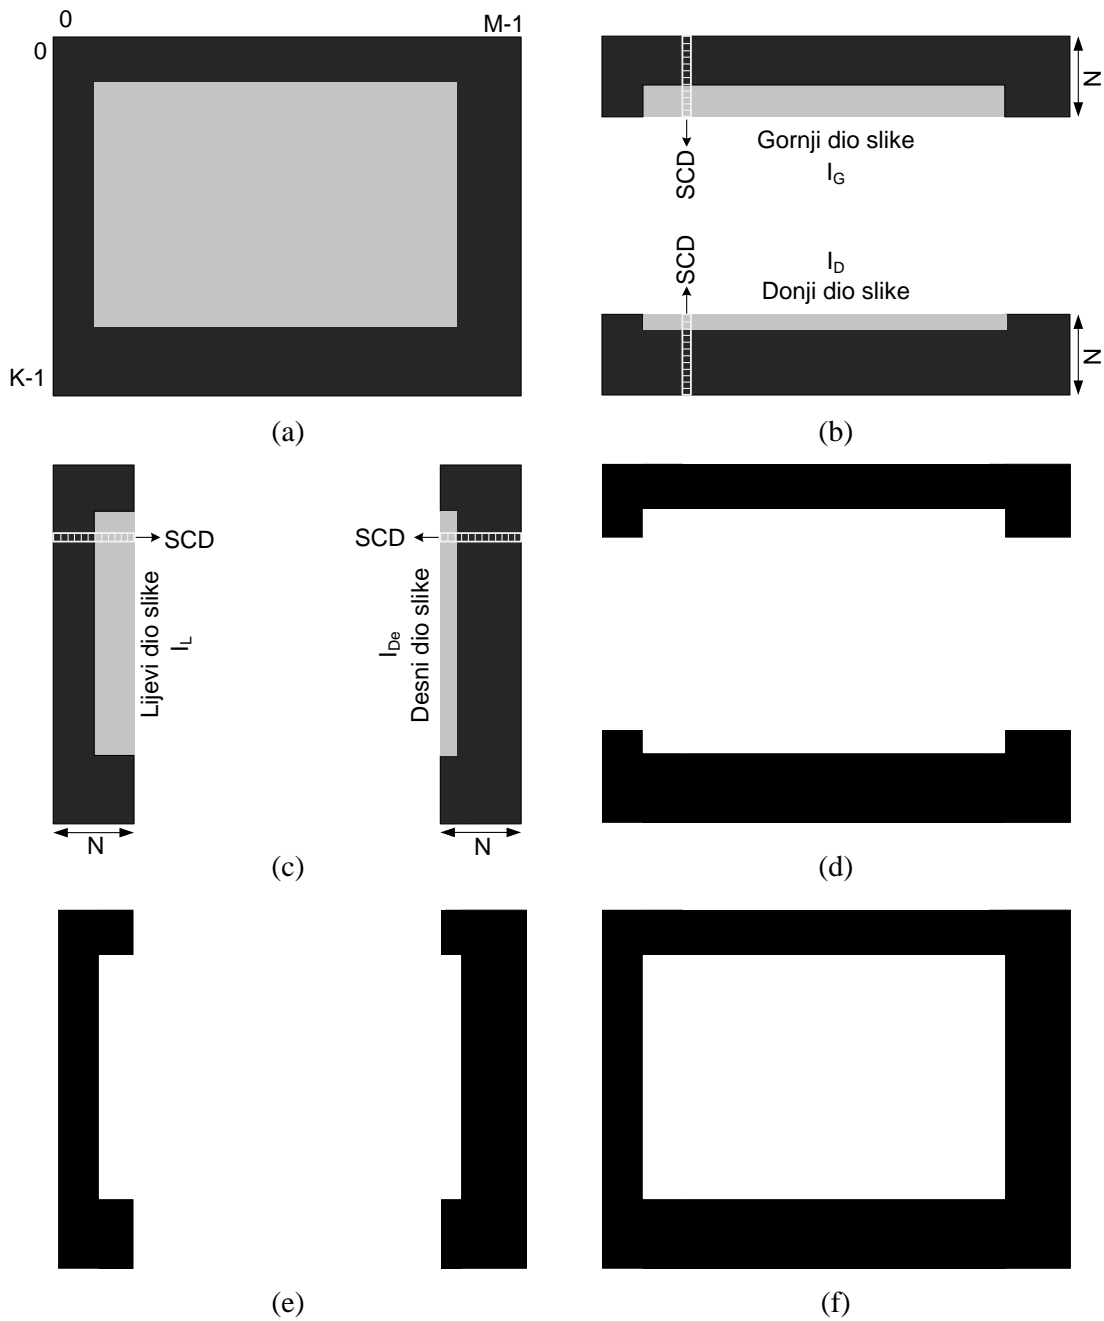 0
M-1
0
K-1
(a)
N
Gornji dio slike
I_G
SCD
SCD
I_D
Donji dio slike
N
(b)
SCD
Lijevi dio slike
I_L
N
SCD
I_De
Desni dio slike
N
(c)
(d)
(e)
(f)